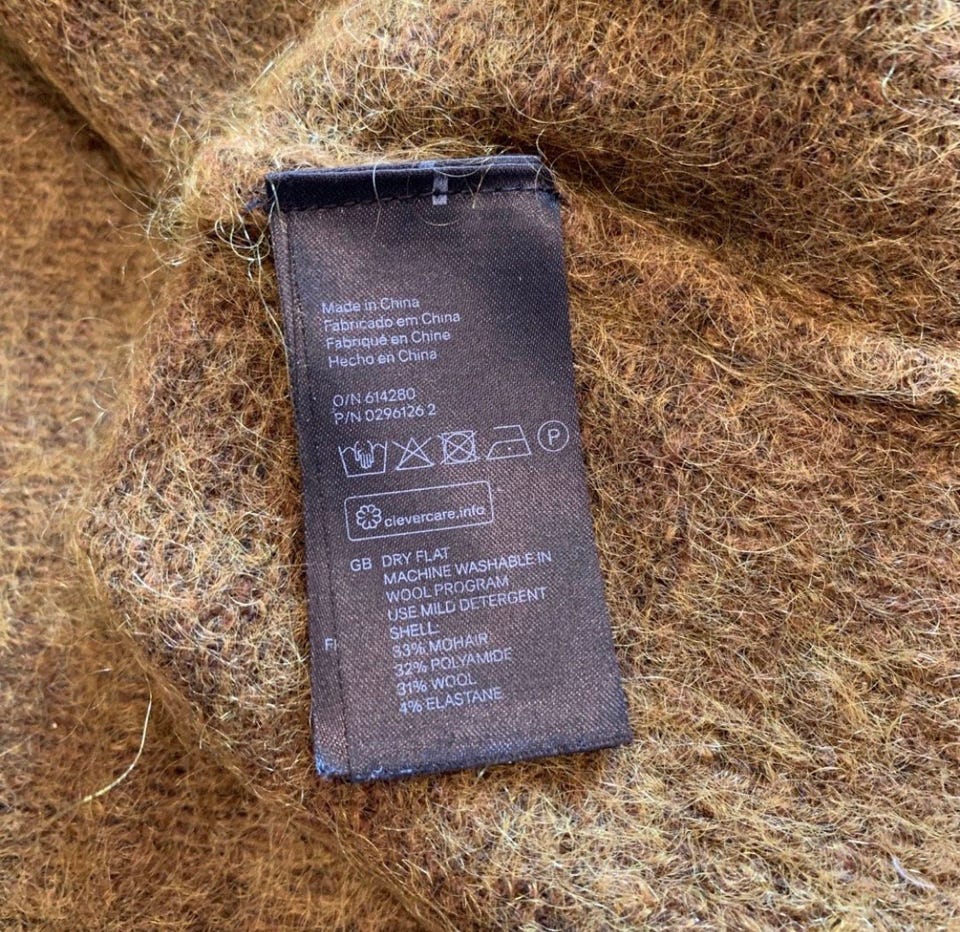 Made in China
Fabricado em China
Fabriqué en Chine
Hecho en China
O/N 614280
P/N 0296126 2
P
clevercare.info
GB DRY FLAT
MACHINE WASHABLE IN
WOOL PROGRAM
USE MILD DETERGENT
SHELL:
33% MOHAIR
32% POLYAMIDE
31% WOOL
4% ELASTANE